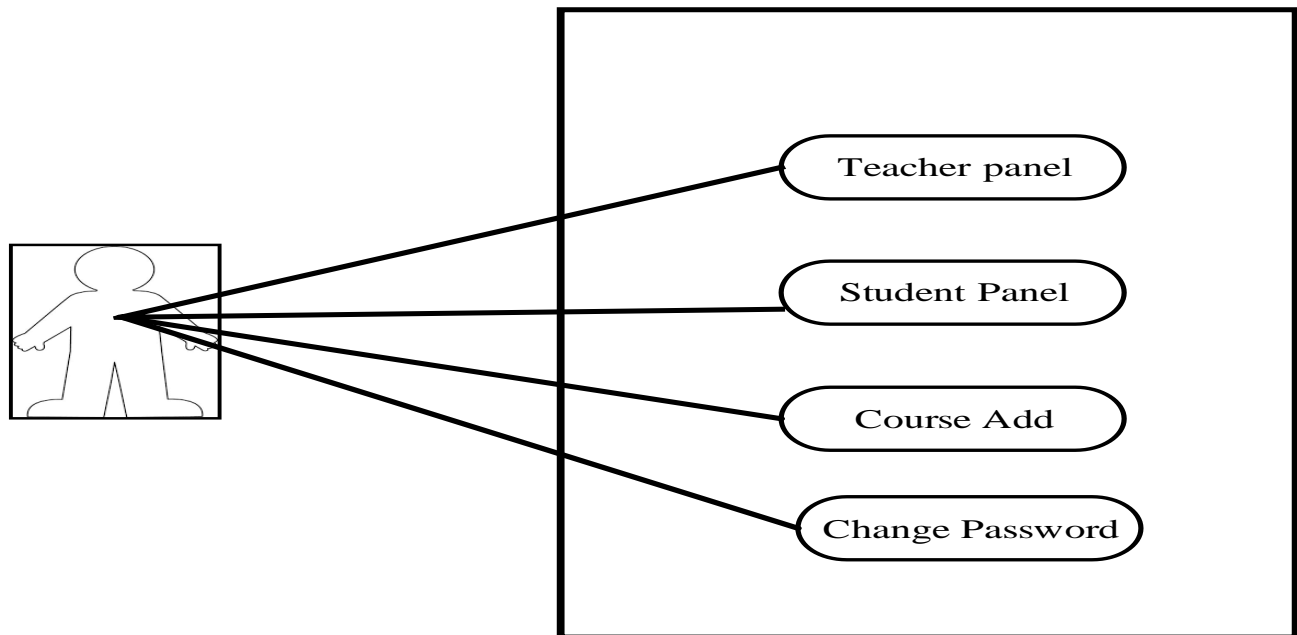 Teacher panel
Student Panel
Course Add
Change Password